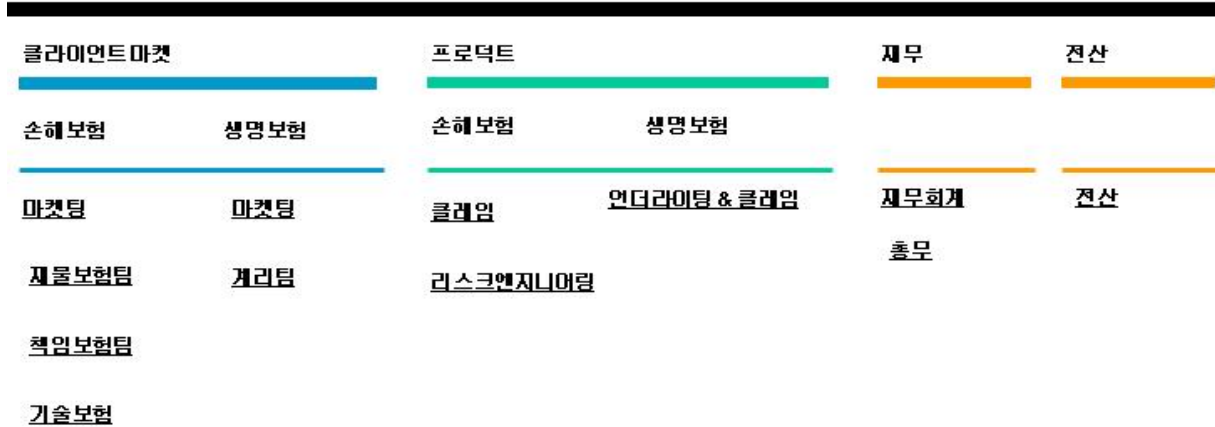 클라이언트마켓 프로덕트 재무 전산
손해보험 생명보험 손해보험 생명보험
마켓팅 마켓팅 클레임 언더라이팅 & 클레임 재무회계 전산
총무
재물보험팀 계리팀 리스크엔지니어링
책임보험팀
기술보험